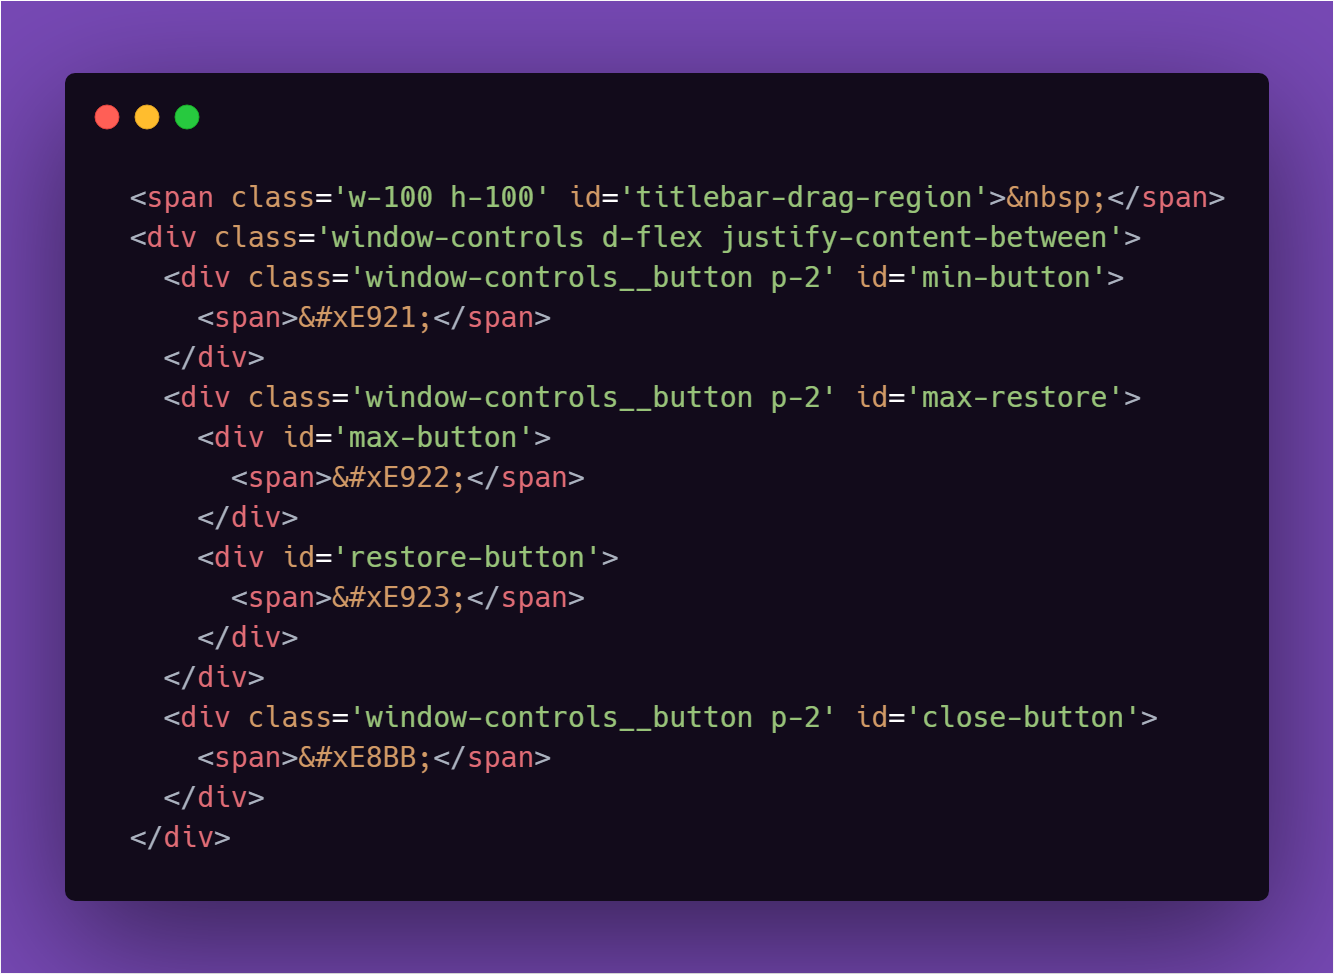 <span class='w-100 h-100' id='titlebar-drag-region'>&nbsp;</span>
<div class='window-controls d-flex justify-content-between'>
  <div class='window-controls__button p-2' id='min-button'>
    <span>&#xE921;</span>
  </div>
  <div class='window-controls__button p-2' id='max-restore'>
    <div id='max-button'>
      <span>&#xE922;</span>
    </div>
    <div id='restore-button'>
      <span>&#xE923;</span>
    </div>
  </div>
  <div class='window-controls__button p-2' id='close-button'>
    <span>&#xE8BB;</span>
  </div>
</div>